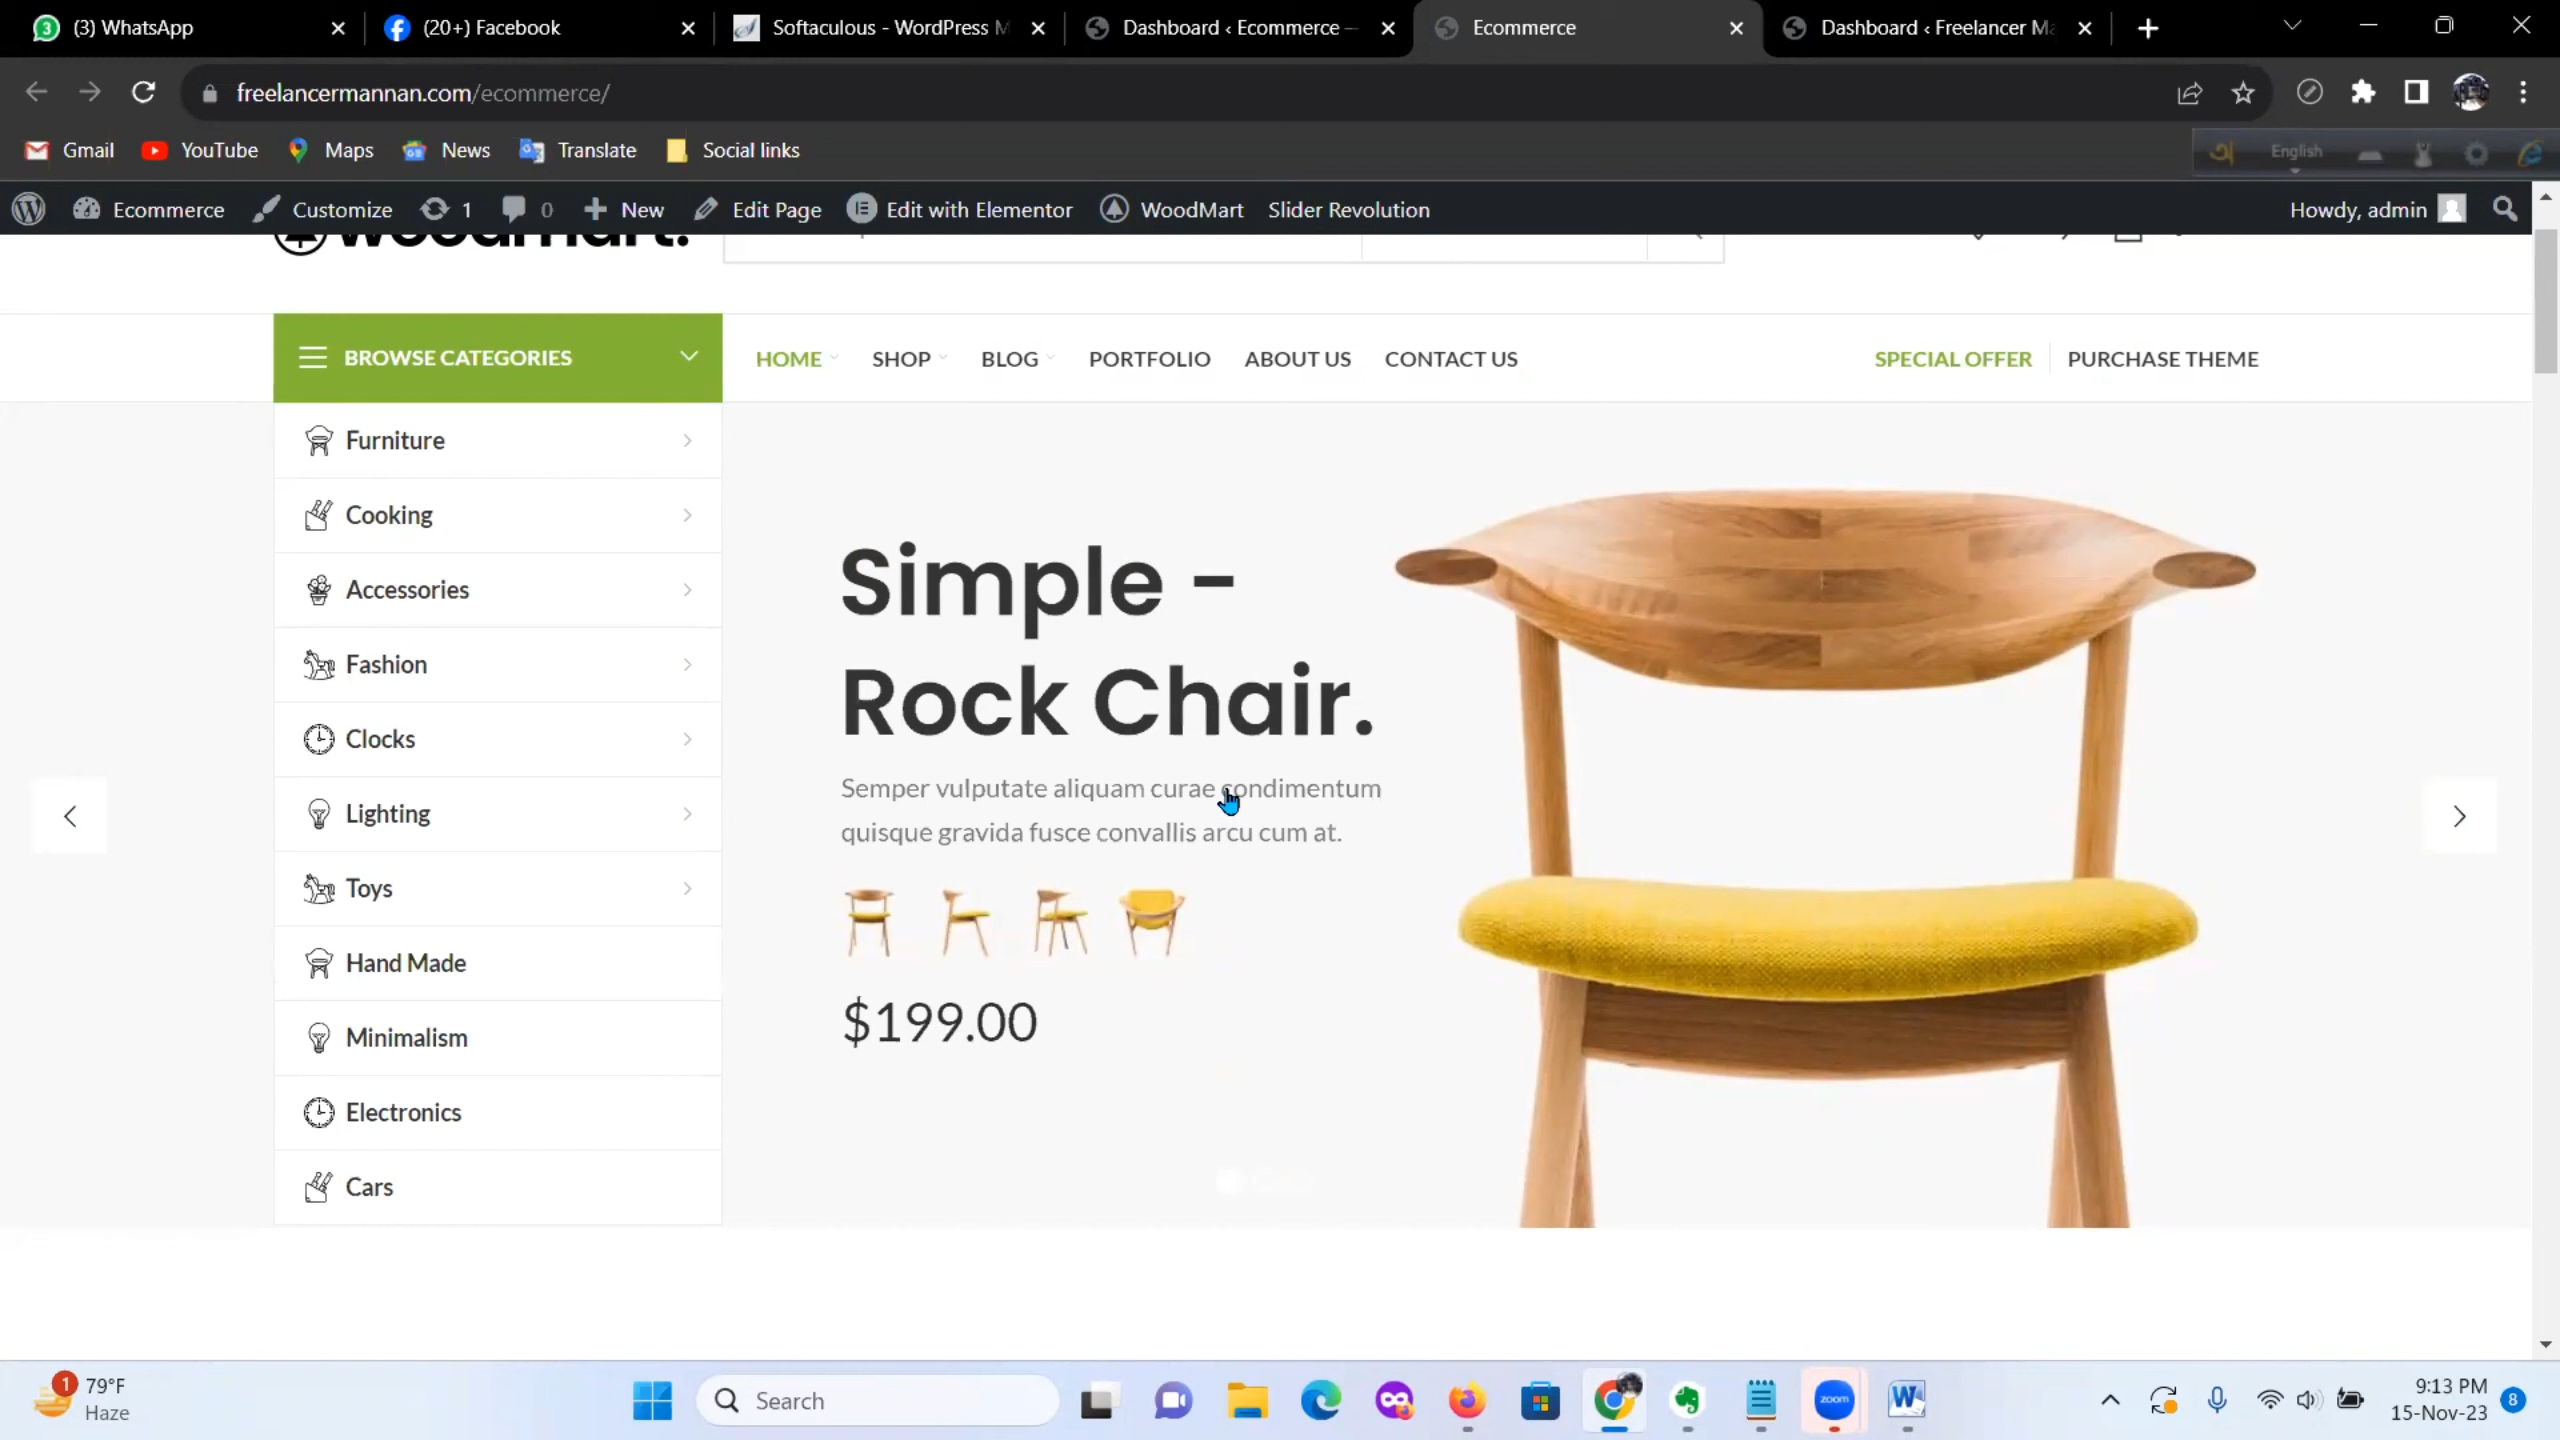 (3) WhatsApp
(20+) Facebook
Softaculous - WordPress M
Dashboard ‹ Ecommerce —
Ecommerce
Dashboard ‹ Freelancer Ma
freelancermannan.com/ecommerce/
Gmail
YouTube
Maps
News
Translate
Social links
অ English
Ecommerce
Customize
1
0
New
Edit Page
Edit with Elementor
WoodMart
Slider Revolution
Howdy, admin
woodmart.
BROWSE CATEGORIES
HOME
SHOP
BLOG
PORTFOLIO
ABOUT US
CONTACT US
SPECIAL OFFER
PURCHASE THEME
Furniture
Cooking
Accessories
Fashion
Clocks
Lighting
Toys
Hand Made
Minimalism
Electronics
Cars
Simple -
Rock Chair.
Semper vulputate aliquam curae condimentum
quisque gravida fusce convallis arcu cum at.
$199.00
1
79°F
Haze
Search
zoom
W
9:13 PM
15-Nov-23
8